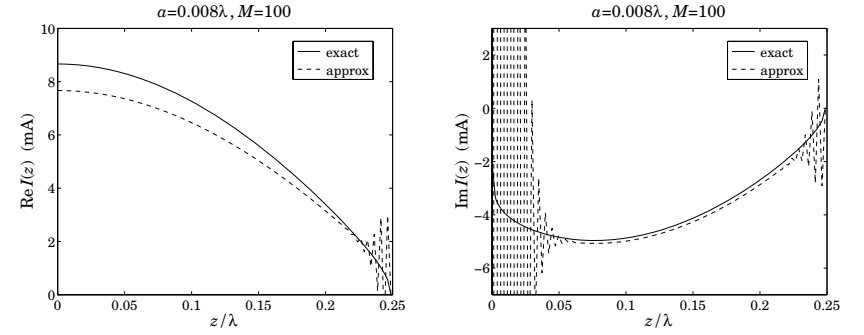 a=0.008λ, M=100
Re I(z) (mA)
10
8
6
4
2
0
exact
approx
0
0.05
0.1
0.15
0.2
0.25
z/λ
a=0.008λ, M=100
Im I(z) (mA)
2
0
−2
−4
−6
exact
approx
0
0.05
0.1
0.15
0.2
0.25
z/λ